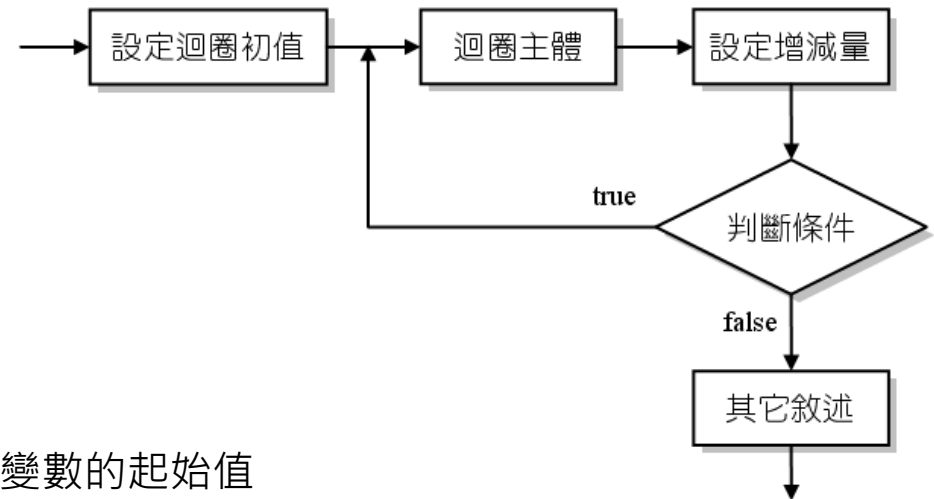 設定迴圈初值
迴圈主體
設定增減量
true
判斷條件
false
其它敘述
變數的起始值